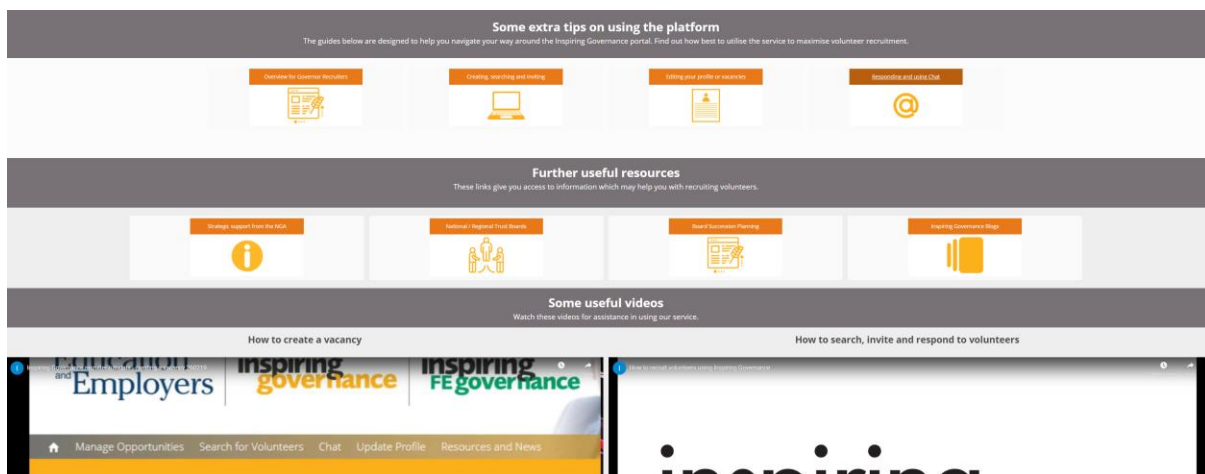 Some extra tips on using the platform
The guides below are designed to help you navigate your way around the Inspiring Governance portal. Find out how best to utilise the service to maximise volunteer recruitment.
Overview for Governor Recruiters
Creating, searching and inviting
Editing your profile or vacancies
Responding and using Chat
Further useful resources
These links give you access to information which may help you with recruiting volunteers.
Strategic support from the NGA
National / Regional Trust Boards
Board Succession Planning
Inspiring Governance Blogs
Some useful videos
Watch these videos for assistance in using our service.
How to create a vacancy
How to search, invite and respond to volunteers
Education
and Employers
inspiring
governance
inspiring
FE governance
How to recruit volunteers using Inspiring Governance
Manage Opportunities Search for Volunteers Chat Update Profile Resources and News
inspiring